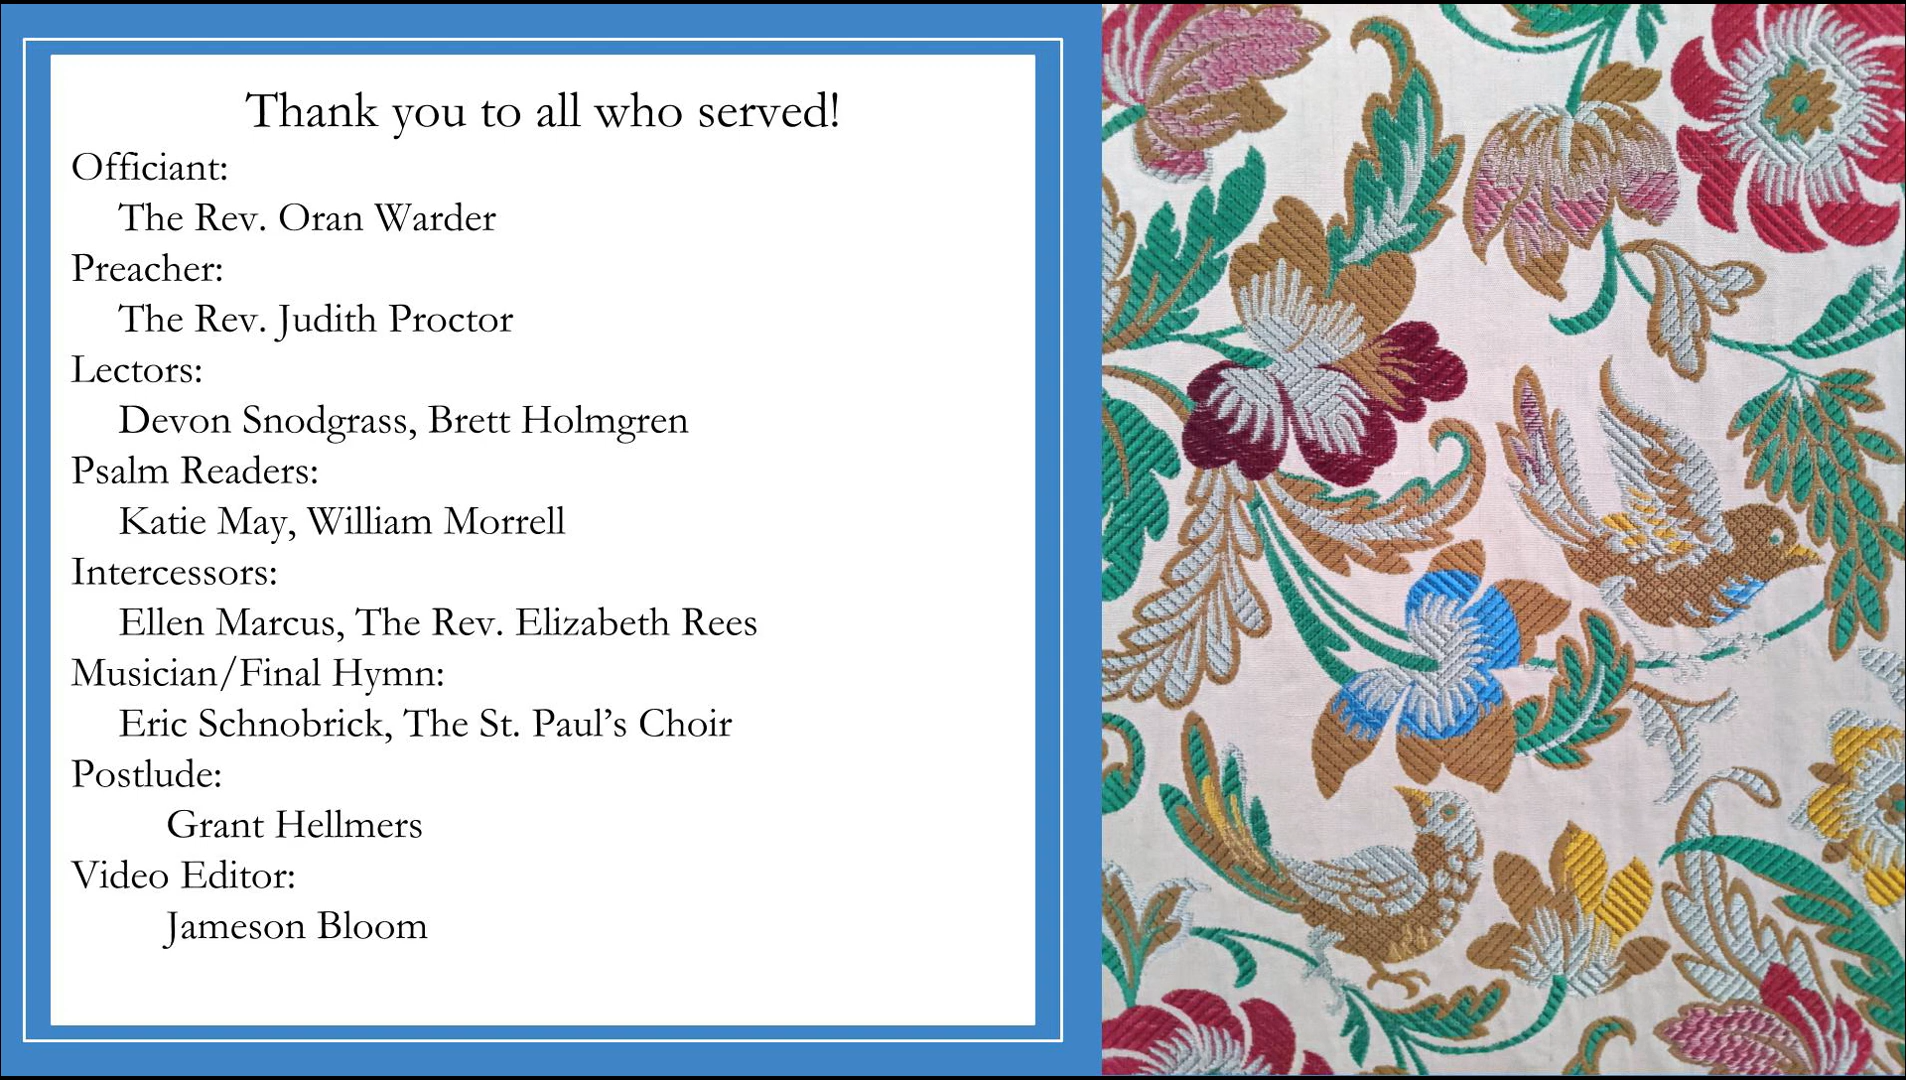 Thank you to all who served!
Officiant:
The Rev. Oran Warder
Preacher:
The Rev. Judith Proctor
Lectors:
Devon Snodgrass, Brett Holmgren
Psalm Readers:
Katie May, William Morrell
Intercessors:
Ellen Marcus, The Rev. Elizabeth Rees
Musician/Final Hymn:
Eric Schnobrick, The St. Paul’s Choir
Postlude:
Grant Hellmers
Video Editor:
Jameson Bloom